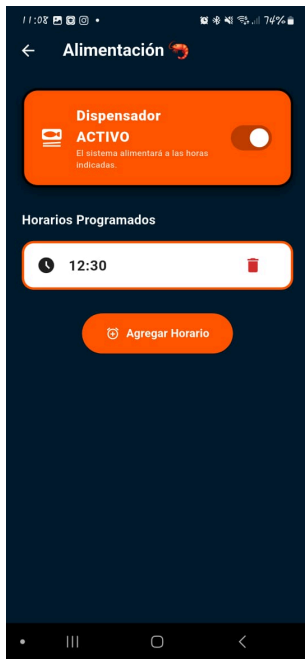 11:08 74%
Alimentación
Dispensador
ACTIVO
El sistema alimentará a las horas
indicadas.
Horarios Programados
12:30
Agregar Horario